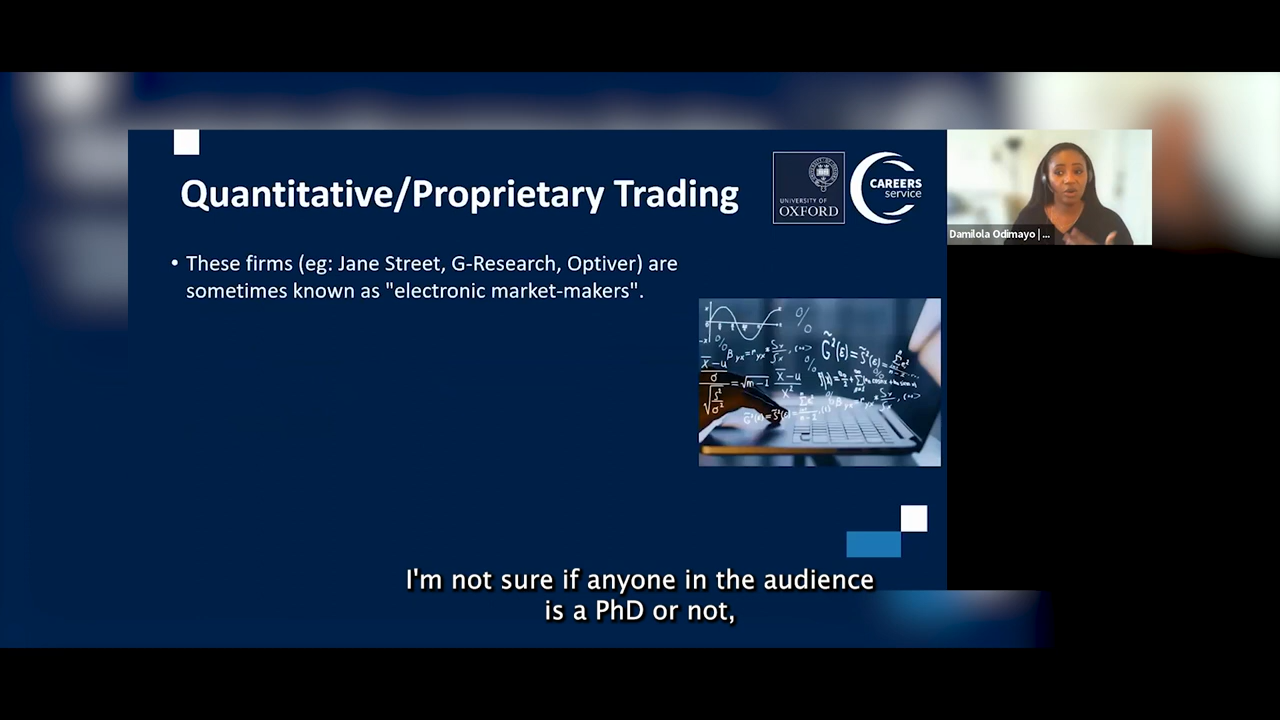 Quantitative/Proprietary Trading
UNIVERSITY OF
OXFORD
CAREERS
service
Damilola Odimayo | ...
• These firms (eg: Jane Street, G-Research, Optiver) are
sometimes known as "electronic market-makers".
I'm not sure if anyone in the audience
is a PhD or not,